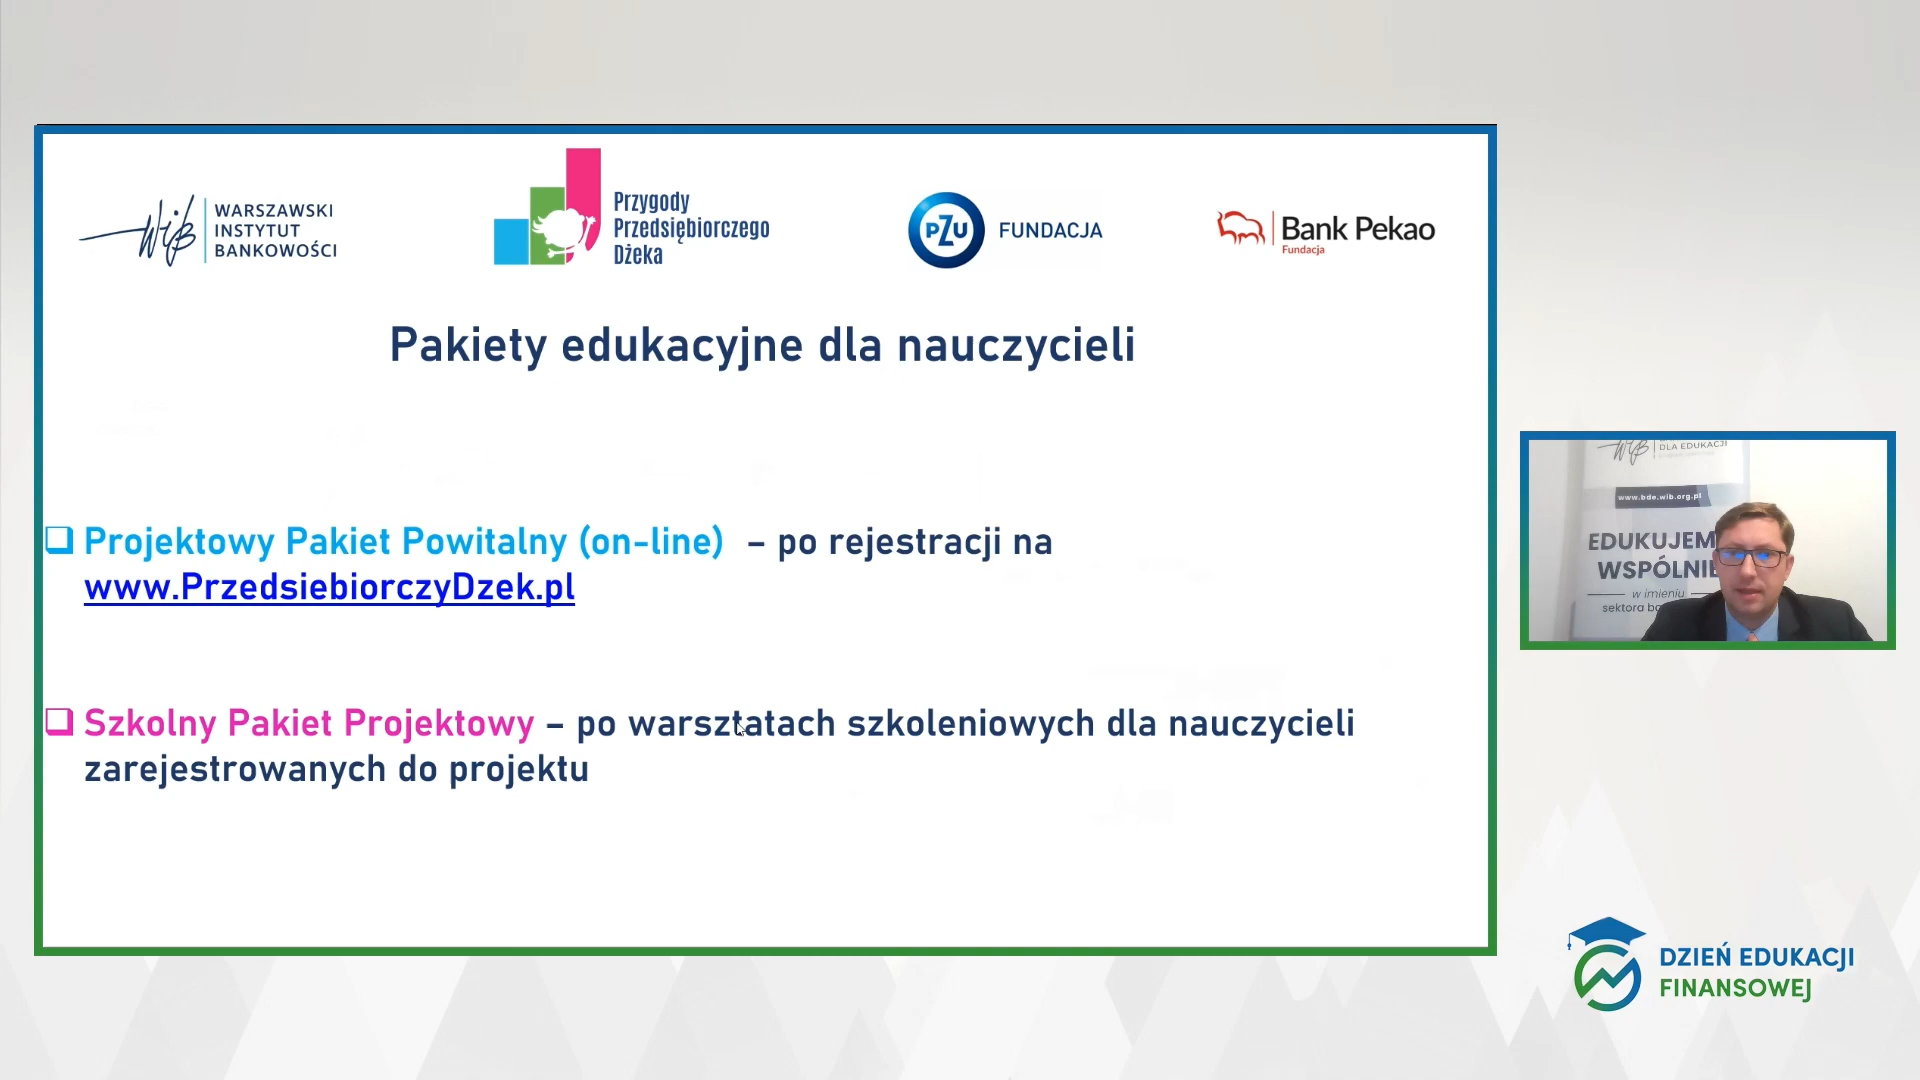 WiB
WARSZAWSKI
INSTYTUT
BANKOWOŚCI
Przygody
Przedsiębiorczego
Dżeka
PZU
FUNDACJA
Bank Pekao
Fundacja
Pakiety edukacyjne dla nauczycieli
❑ Projektowy Pakiet Powitalny (on-line) – po rejestracji na
www.PrzedsiebiorczyDzek.pl
❑ Szkolny Pakiet Projektowy – po warsztatach szkoleniowych dla nauczycieli
zarejestrowanych do projektu
WiB
DLA EDUKACJI
www.bde.wib.org.pl
EDUKUJEM
WSPÓLNI
w imieniu
sektora
DZIEŃ EDUKACJI
FINANSOWEJ